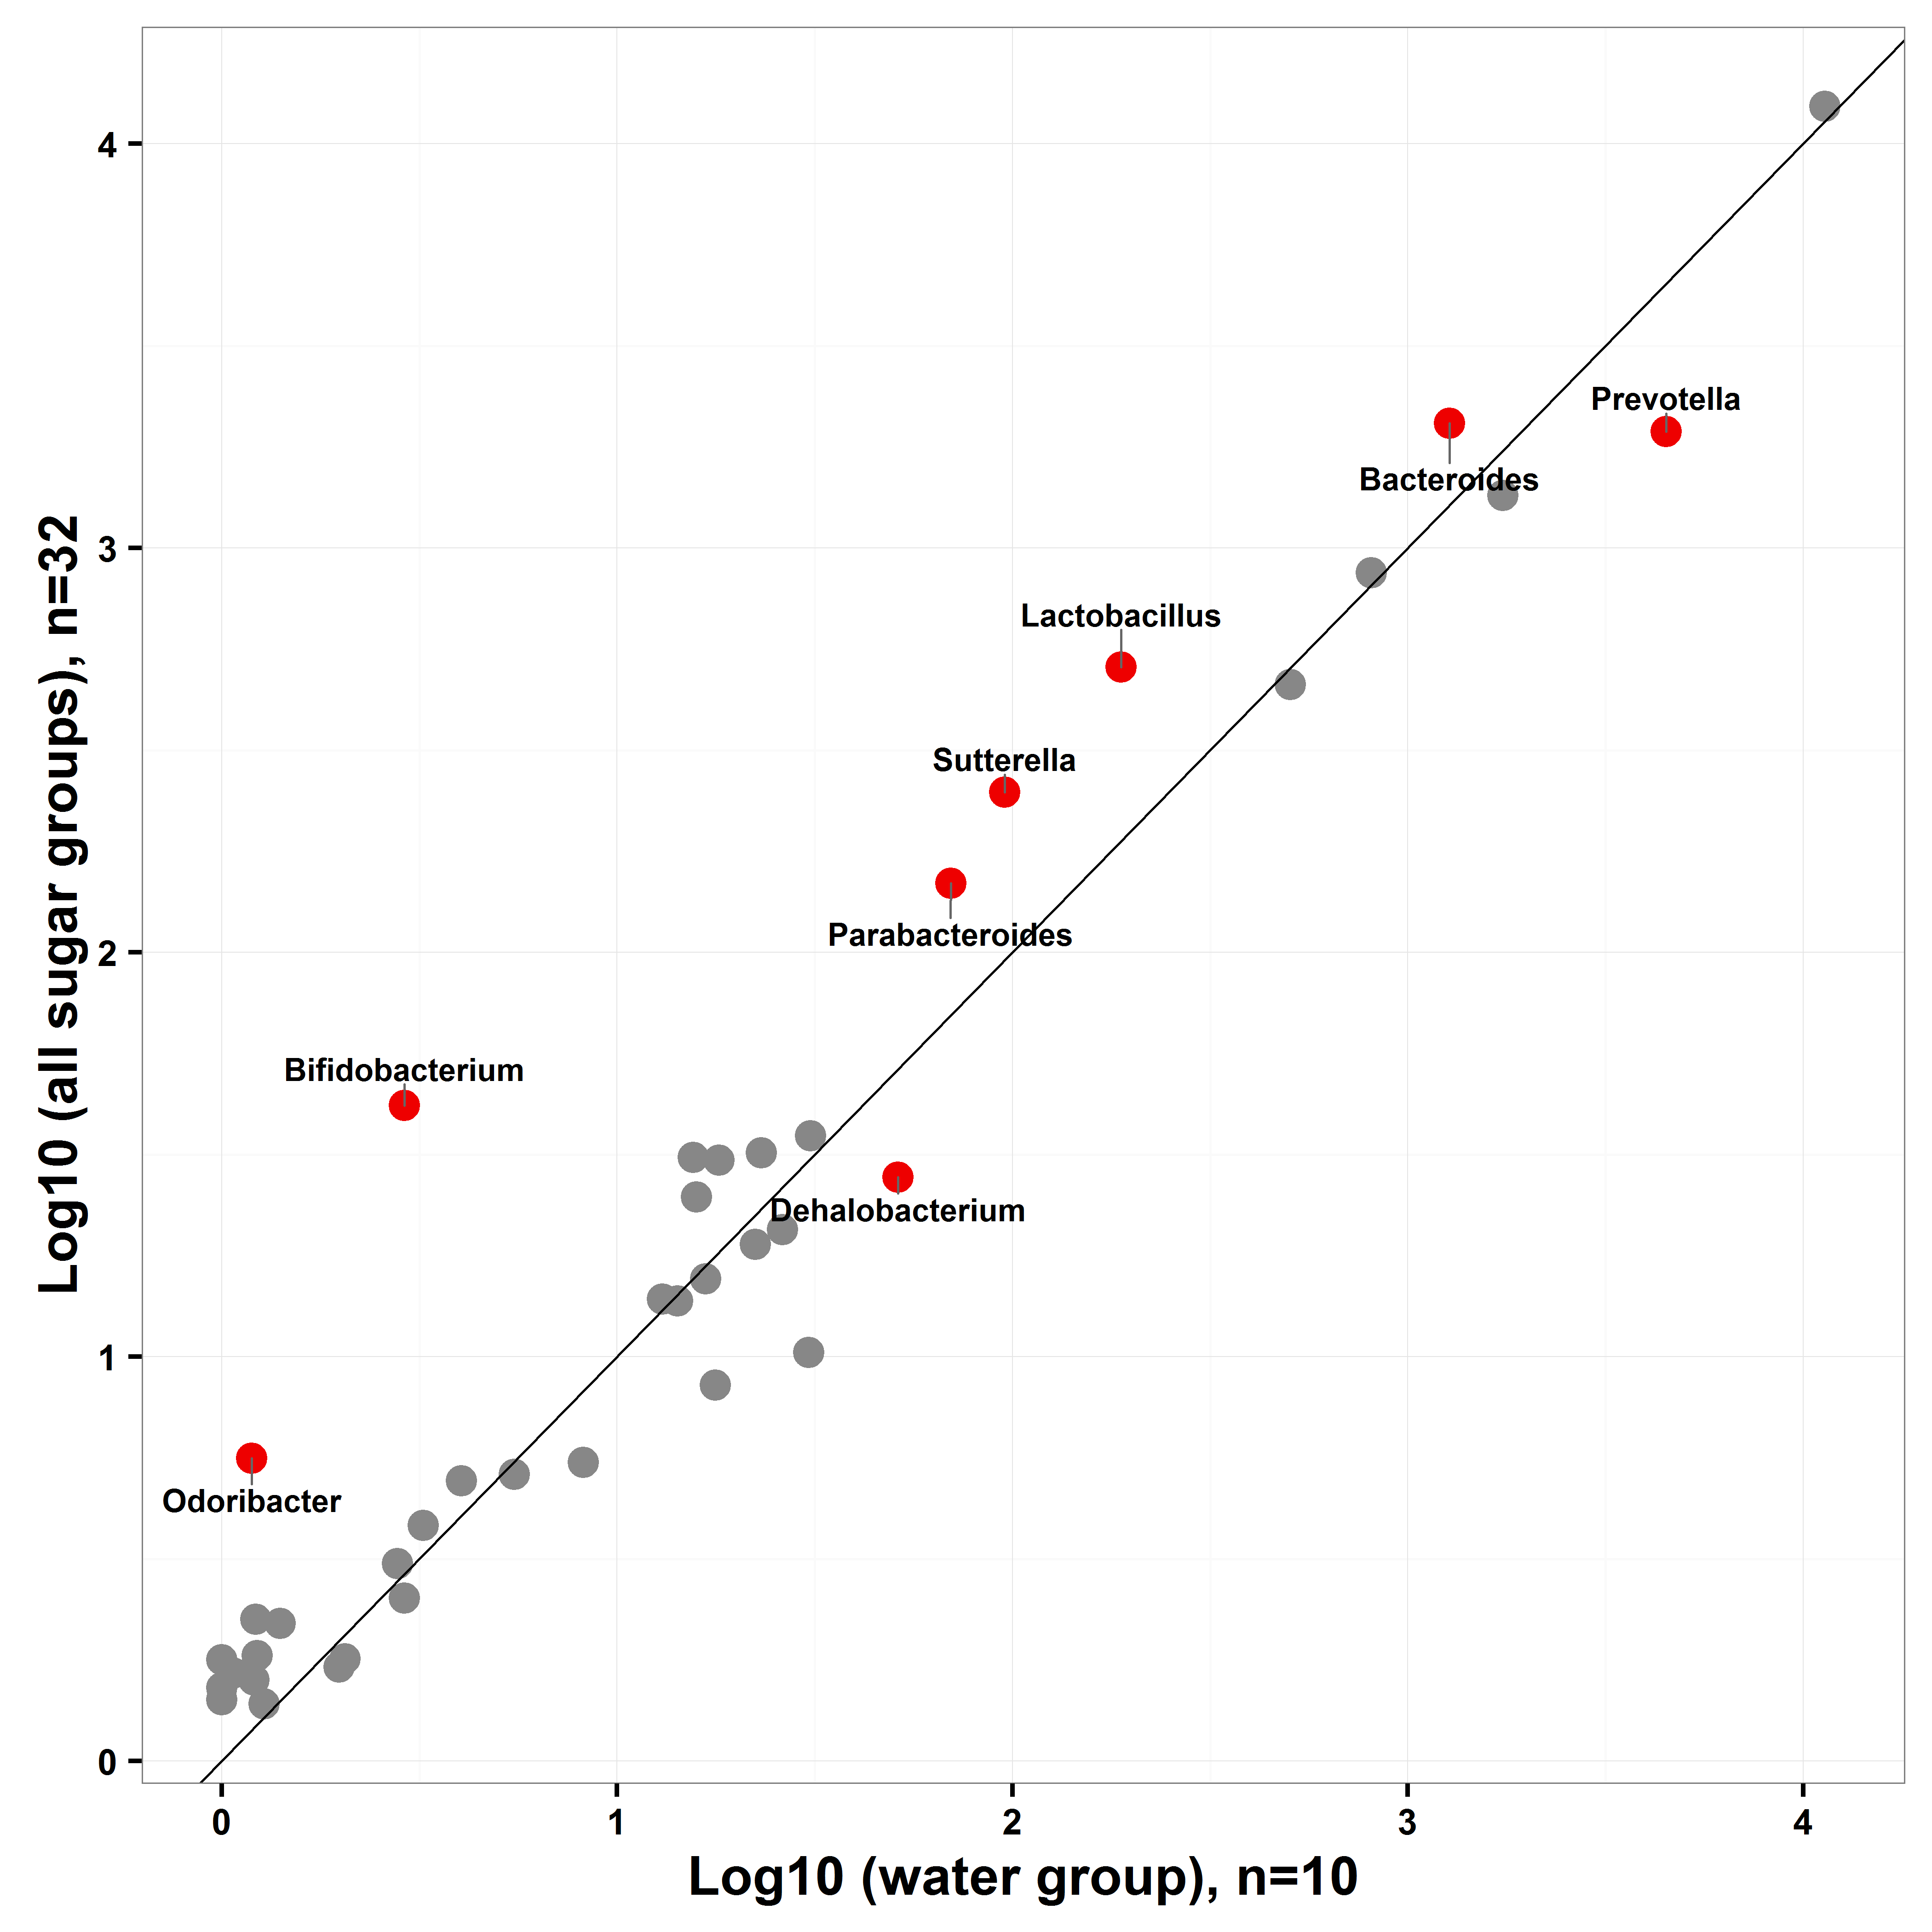 4
Prevotella
Bacteroides
3
Lactobacillus
Sutterella
Parabacteroides
2
Bifidobacterium
Dehalobacterium
1
Odoribacter
0
Log10 (all sugar groups), n=32
0 1 2 3 4
Log10 (water group), n=10